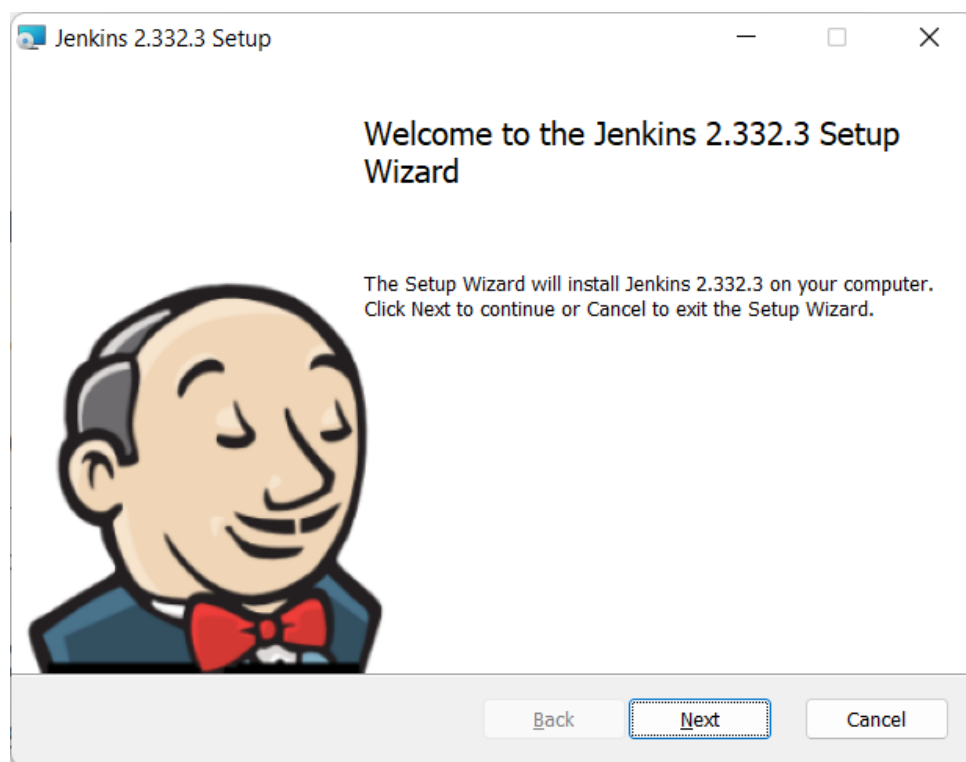 Jenkins 2.332.3 Setup
Welcome to the Jenkins 2.332.3 Setup
Wizard
The Setup Wizard will install Jenkins 2.332.3 on your computer.
Click Next to continue or Cancel to exit the Setup Wizard.
Back
Next
Cancel